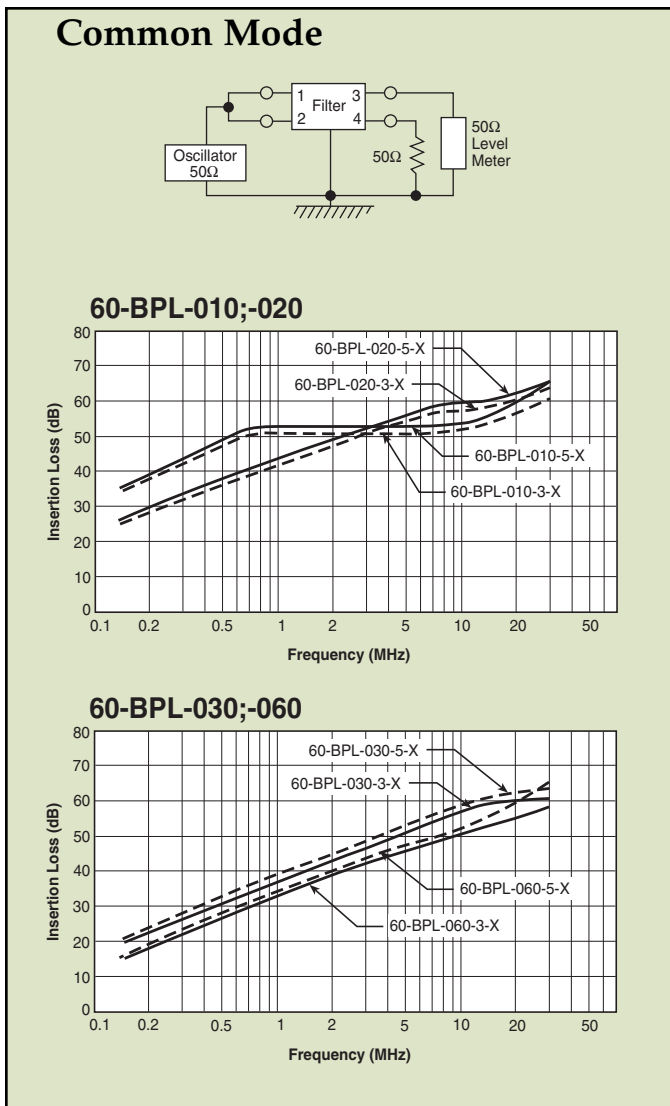 Common Mode
1 3
Filter
2 4
Oscillator
50Ω
50Ω
50Ω
Level
Meter
60-BPL-010;-020
80
70
60
50
40
30
20
10
0
Insertion Loss (dB)
60-BPL-020-5-X
60-BPL-020-3-X
60-BPL-010-5-X
60-BPL-010-3-X
0.1 0.2 0.5 1 2 5 10 20 50
Frequency (MHz)
60-BPL-030;-060
80
70
60
50
40
30
20
10
0
Insertion Loss (dB)
60-BPL-030-5-X
60-BPL-030-3-X
60-BPL-060-5-X
60-BPL-060-3-X
0.1 0.2 0.5 1 2 5 10 20 50
Frequency (MHz)